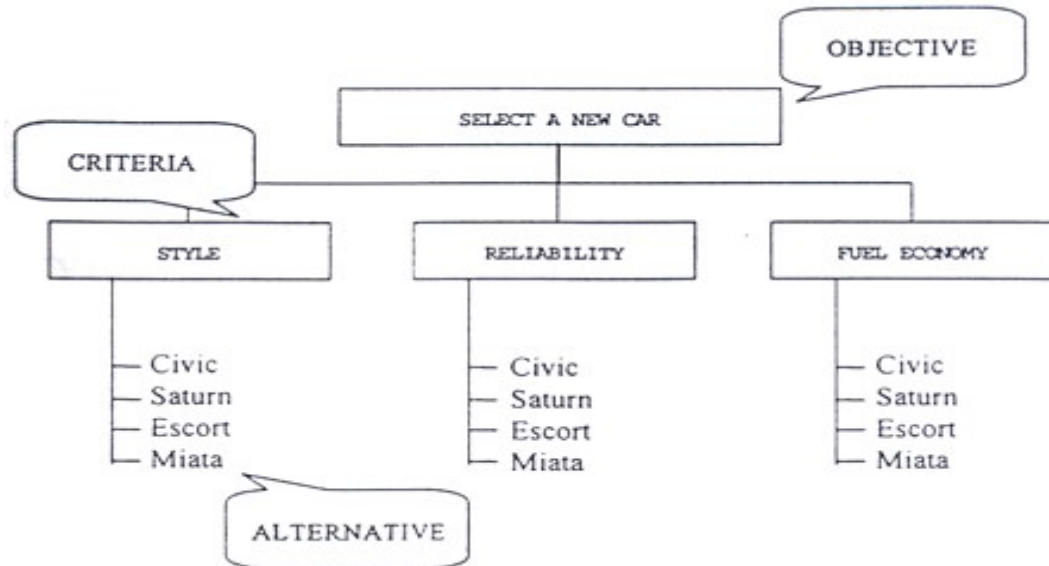 OBJECTIVE
SELECT A NEW CAR
CRITERIA
STYLE
RELIABILITY
FUEL ECONOMY
Civic
Saturn
Escort
Miata
Civic
Saturn
Escort
Miata
Civic
Saturn
Escort
Miata
ALTERNATIVE